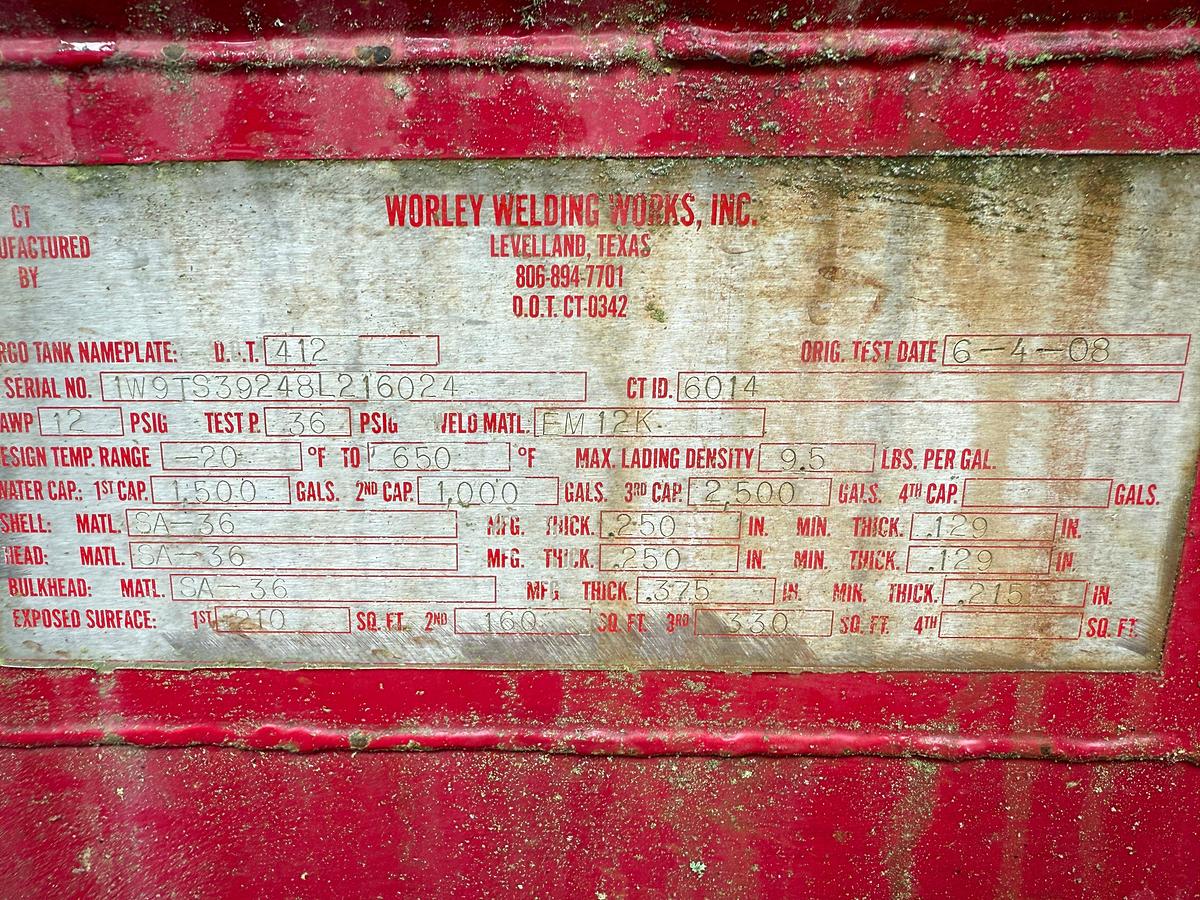 CT
UFACTURED
BY
WORLEY WELDING WORKS, INC.
LEVELLAND, TEXAS
806-894-7701
D.O.T. CT-0342
RGO TANK NAMEPLATE: D. .T. 412 ORIG. TEST DATE 6-4-08
SERIAL NO. 1W9TS39248L216024 CT ID. 6014
AWP 12 PSIG TEST P. 36 PSIG WELD MATL. EM 12K
ESIGN TEMP. RANGE -20 °F TO 650 °F MAX. LADING DENSITY 9.5 LBS. PER GAL.
WATER CAP.: 1ST CAP. 1,500 GALS. 2ND CAP. 1,000 GALS. 3RD CAP. 2,500 GALS. 4TH CAP. GALS.
SHELL: MATL. SA-36 MFG. THICK. .250 IN. MIN. THICK. .129 IN.
HEAD: MATL. SA-36 MFG. THICK. .250 IN. MIN. THICK. .129 IN.
BULKHEAD: MATL. SA-36 MFG THICK. .375 IN. MIN. THICK. .215 IN.
EXPOSED SURFACE: 1ST 210 SQ. FT. 2ND 160 SQ. FT 3RD 330 SQ. FT. 4TH SQ. FT.